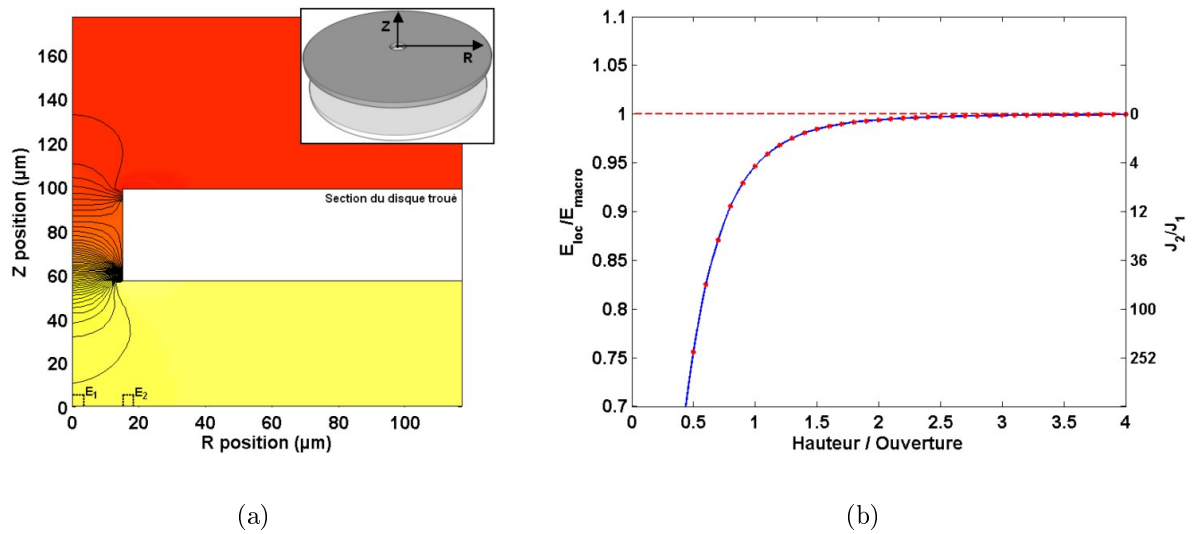 Z position (µm)
160
140
120
100
80
60
40
20
0
Z
R
Section du disque troué
E1
E2
0 20 40 60 80 100
R position (µm)
(a)
E_loc/E_macro
1.1
1.05
1
0.95
0.9
0.85
0.8
0.75
0.7
0 0.5 1 1.5 2 2.5 3 3.5 4
Hauteur / Ouverture
0
4
12
36
100
252
J2/J1
(b)